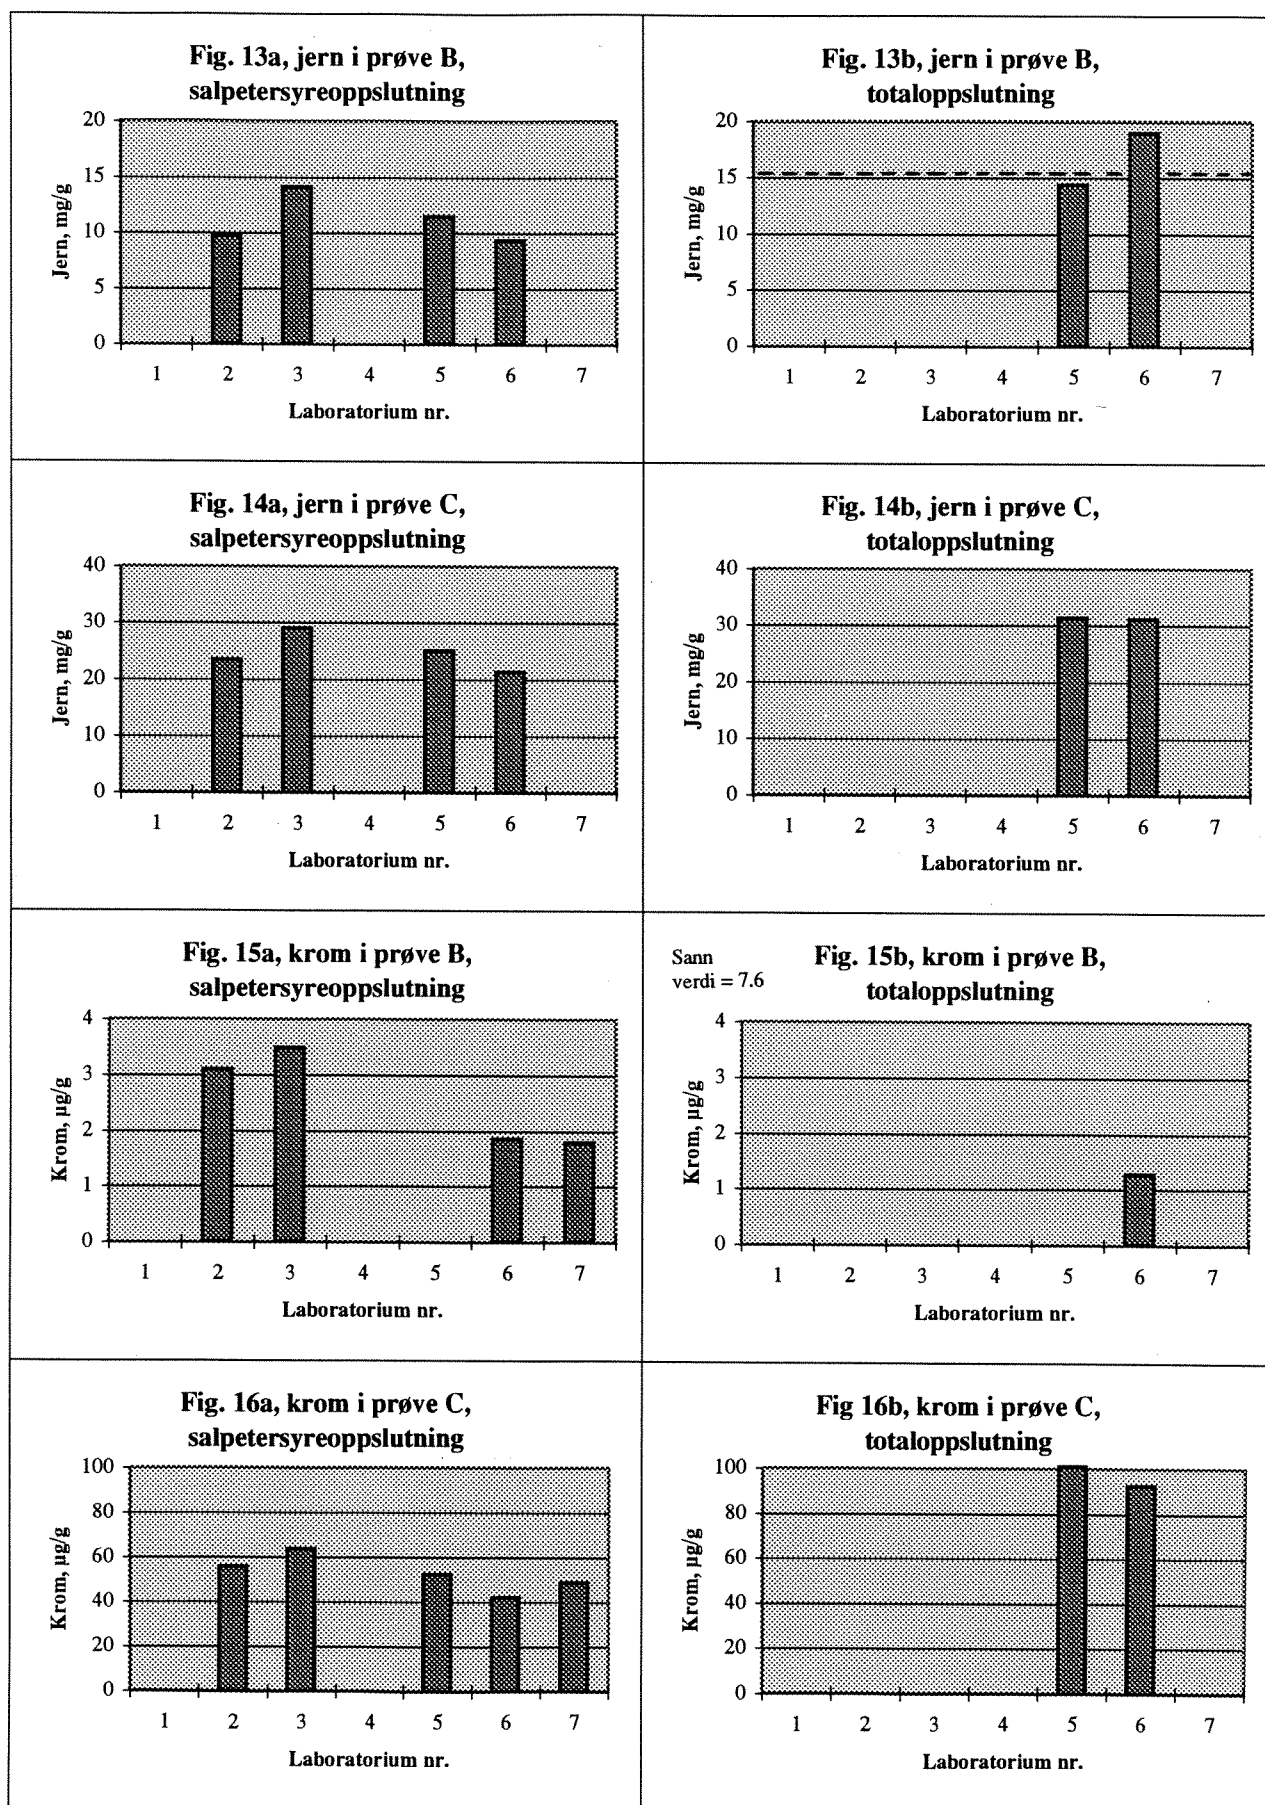 Fig. 13a, jern i prøve B,
salpetersyreoppslutning
20
15
10
5
0
Jern, mg/g
1 2 3 4 5 6 7
Laboratorium nr.
Fig. 13b, jern i prøve B,
totaloppslutning
20
15
10
5
0
Jern, mg/g
1 2 3 4 5 6 7
Laboratorium nr.
Fig. 14a, jern i prøve C,
salpetersyreoppslutning
40
30
20
10
0
Jern, mg/g
1 2 3 4 5 6 7
Laboratorium nr.
Fig. 14b, jern i prøve C,
totaloppslutning
40
30
20
10
0
Jern, mg/g
1 2 3 4 5 6 7
Laboratorium nr.
Fig. 15a, krom i prøve B,
salpetersyreoppslutning
4
3
2
1
0
Krom, µg/g
1 2 3 4 5 6 7
Laboratorium nr.
Sann
verdi = 7.6
Fig. 15b, krom i prøve B,
totaloppslutning
4
3
2
1
0
Krom, µg/g
1 2 3 4 5 6 7
Laboratorium nr.
Fig. 16a, krom i prøve C,
salpetersyreoppslutning
100
80
60
40
20
0
Krom, µg/g
1 2 3 4 5 6 7
Laboratorium nr.
Fig 16b, krom i prøve C,
totaloppslutning
100
80
60
40
20
0
Krom, µg/g
1 2 3 4 5 6 7
Laboratorium nr.